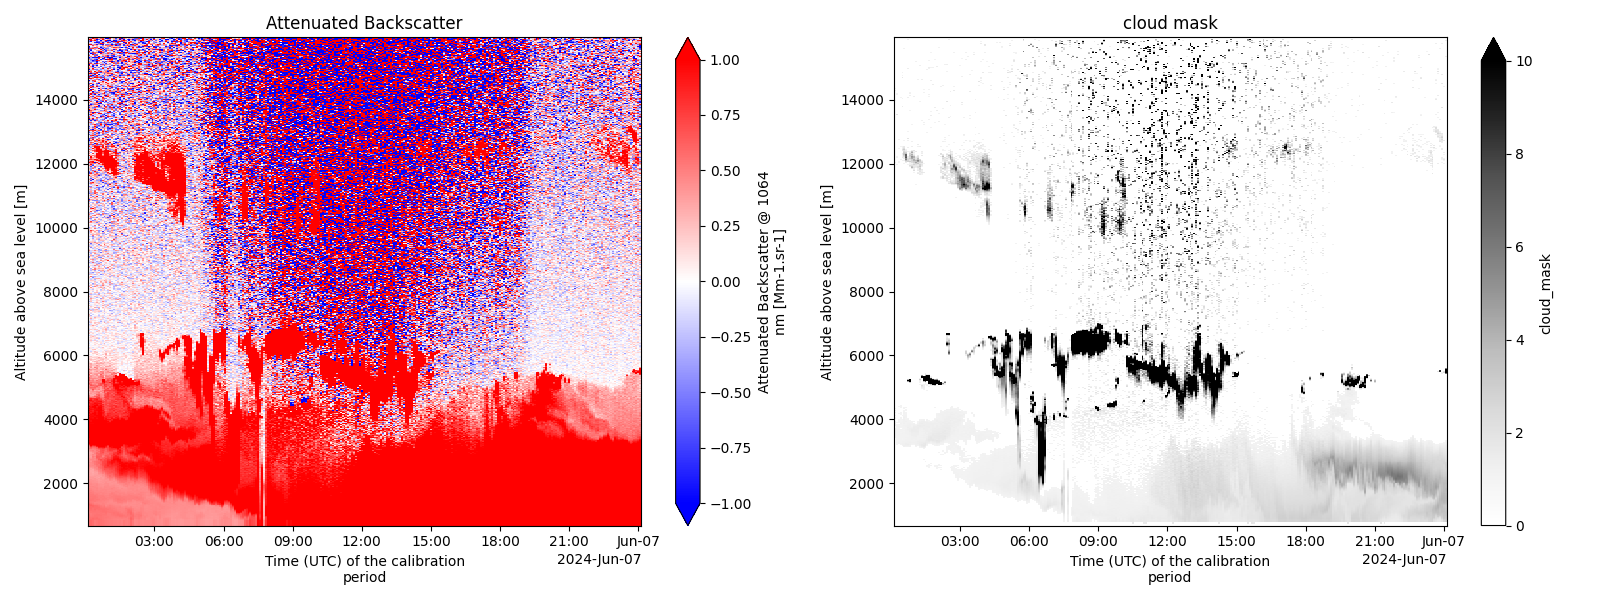 Attenuated Backscatter
14000
12000
10000
8000
6000
4000
2000
Altitude above sea level [m]
03:00
06:00
09:00
12:00
15:00
18:00
21:00
Jun-07
2024-Jun-07
Time (UTC) of the calibration
period
1.00
0.75
0.50
0.25
0.00
−0.25
−0.50
−0.75
−1.00
Attenuated Backscatter @ 1064
nm [Mm-1.sr-1]
cloud mask
14000
12000
10000
8000
6000
4000
2000
Altitude above sea level [m]
03:00
06:00
09:00
12:00
15:00
18:00
21:00
Jun-07
2024-Jun-07
Time (UTC) of the calibration
period
10
8
6
4
2
0
cloud_mask